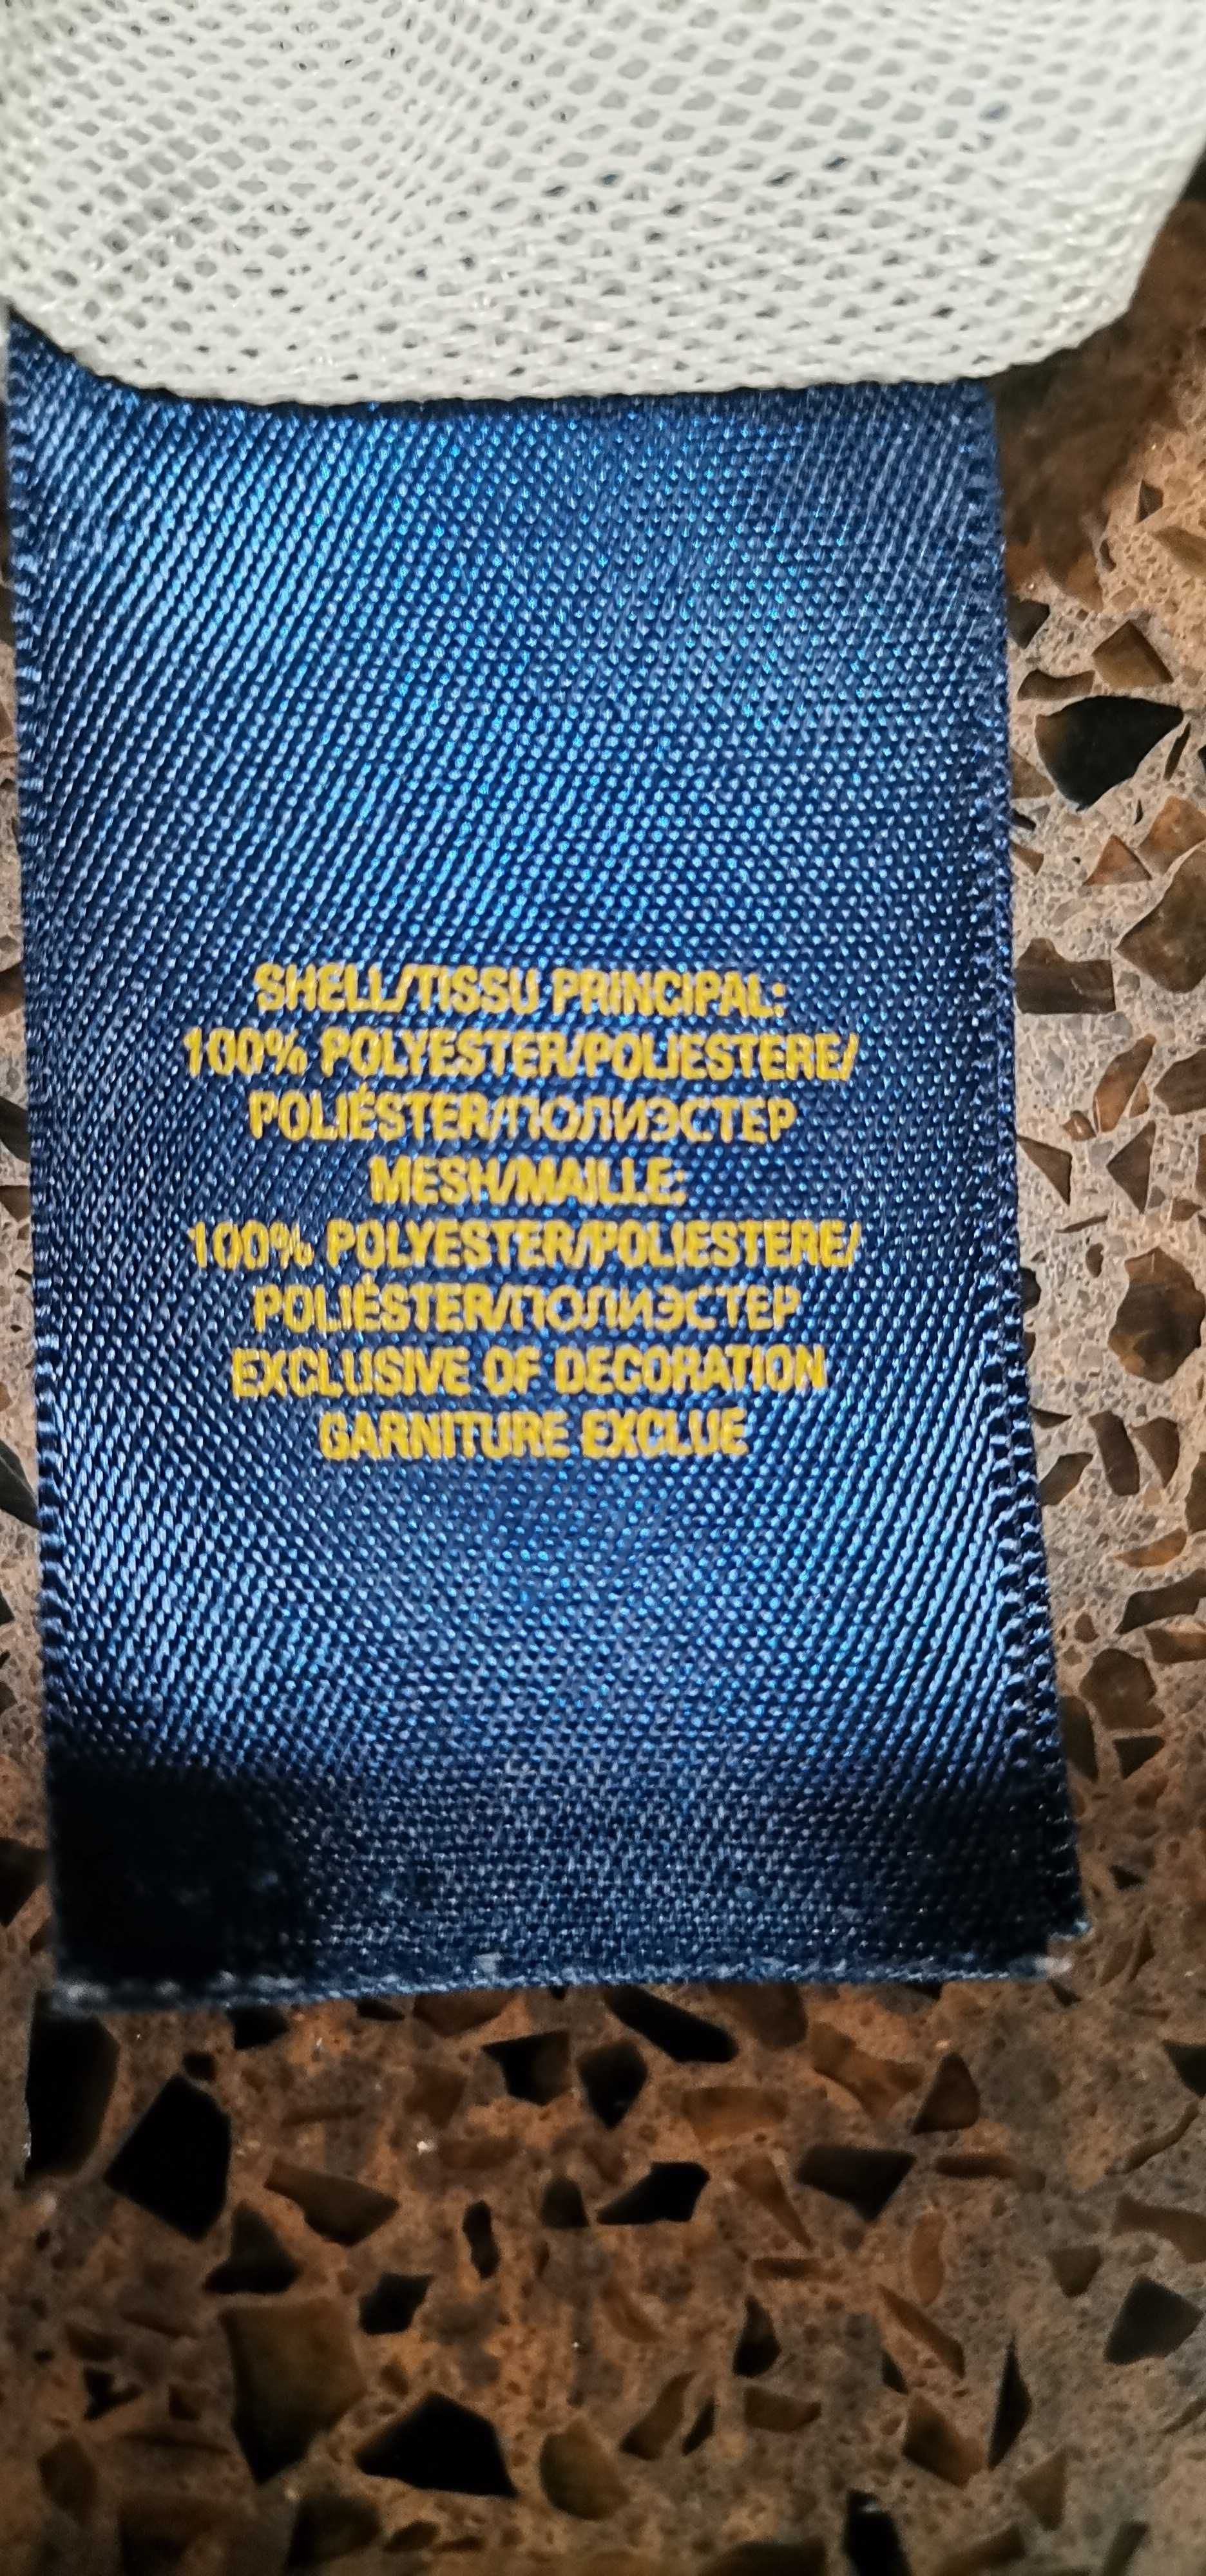 SHELL/TISSU PRINCIPAL:
100% POLYESTER/POLIESTERE/
POLIÉSTER/ПОЛИЭСТЕР
MESH/MAILLE:
100% POLYESTER/POLIESTERE/
POLIÉSTER/ПОЛИЭСТЕР
EXCLUSIVE OF DECORATION
GARNITURE EXCLUE